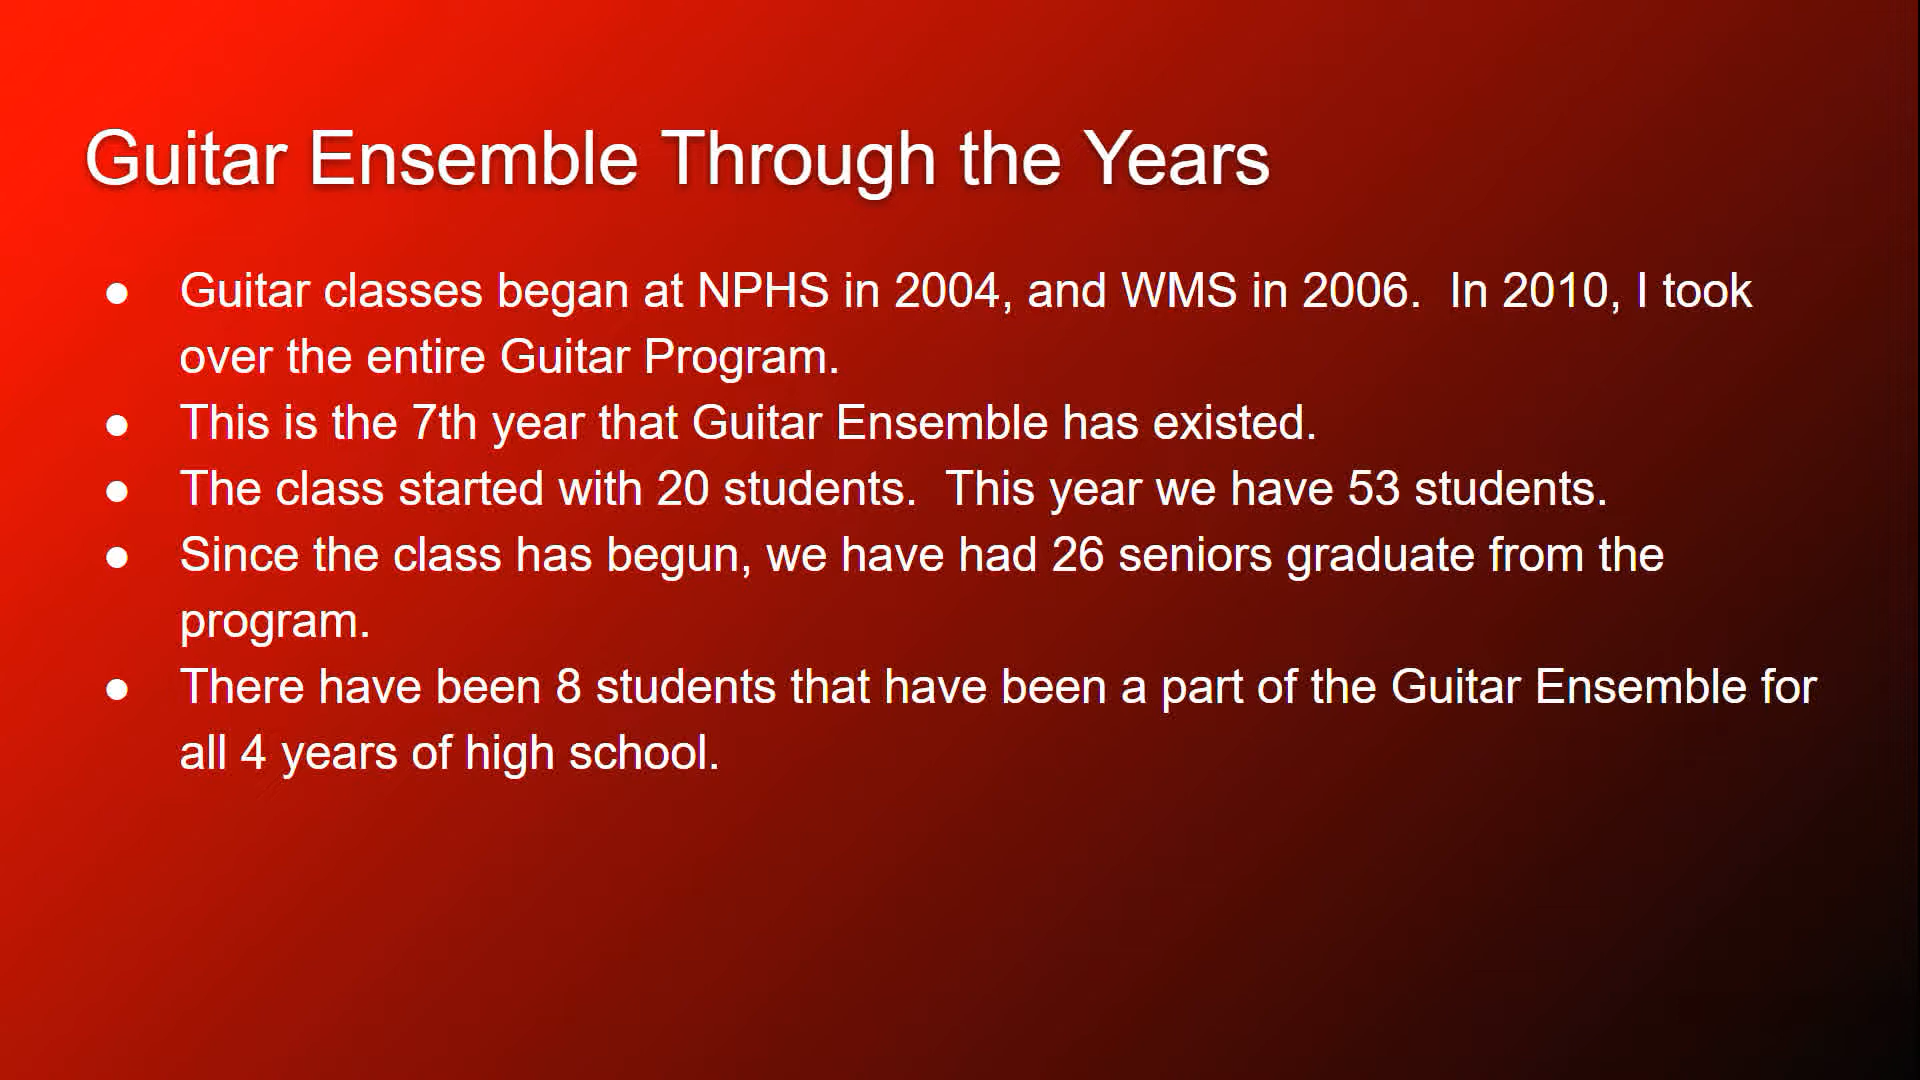 Guitar Ensemble Through the Years
● Guitar classes began at NPHS in 2004, and WMS in 2006.  In 2010, I took
over the entire Guitar Program.
● This is the 7th year that Guitar Ensemble has existed.
● The class started with 20 students.  This year we have 53 students.
● Since the class has begun, we have had 26 seniors graduate from the
program.
● There have been 8 students that have been a part of the Guitar Ensemble for
all 4 years of high school.